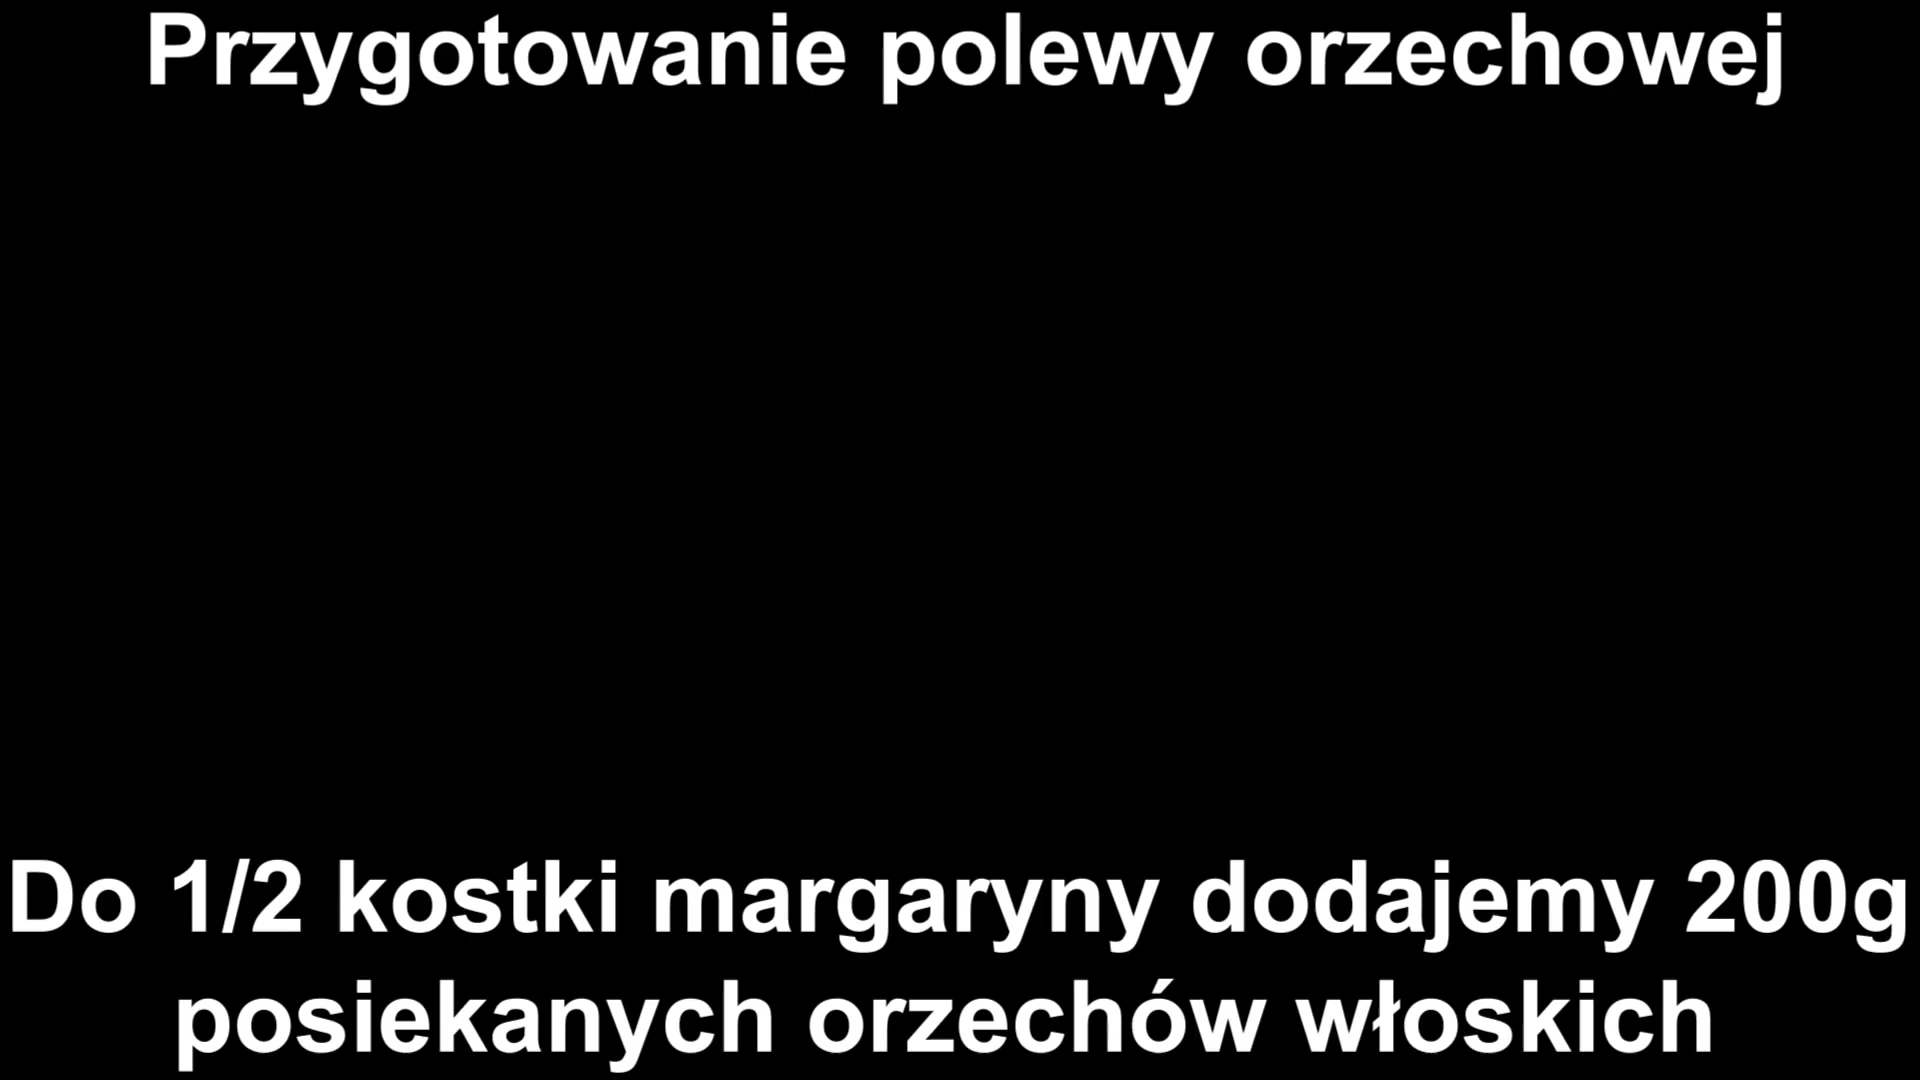 Przygotowanie polewy orzechowej
Do 1/2 kostki margaryny dodajemy 200g
posiekanych orzechów włoskich